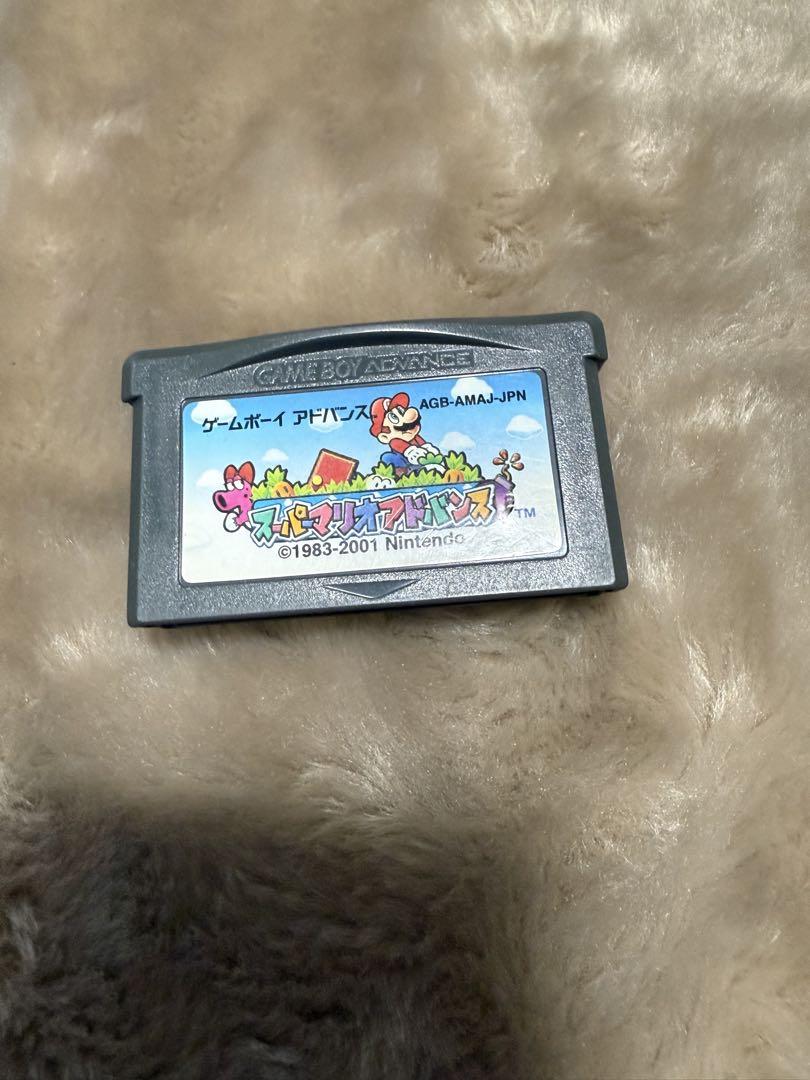 GAME BOY ADVANCE
ゲームボーイ アドバンス
AGB-AMAJ-JPN
スーパーマリオアドバンス
TM
©1983-2001 Nintendo